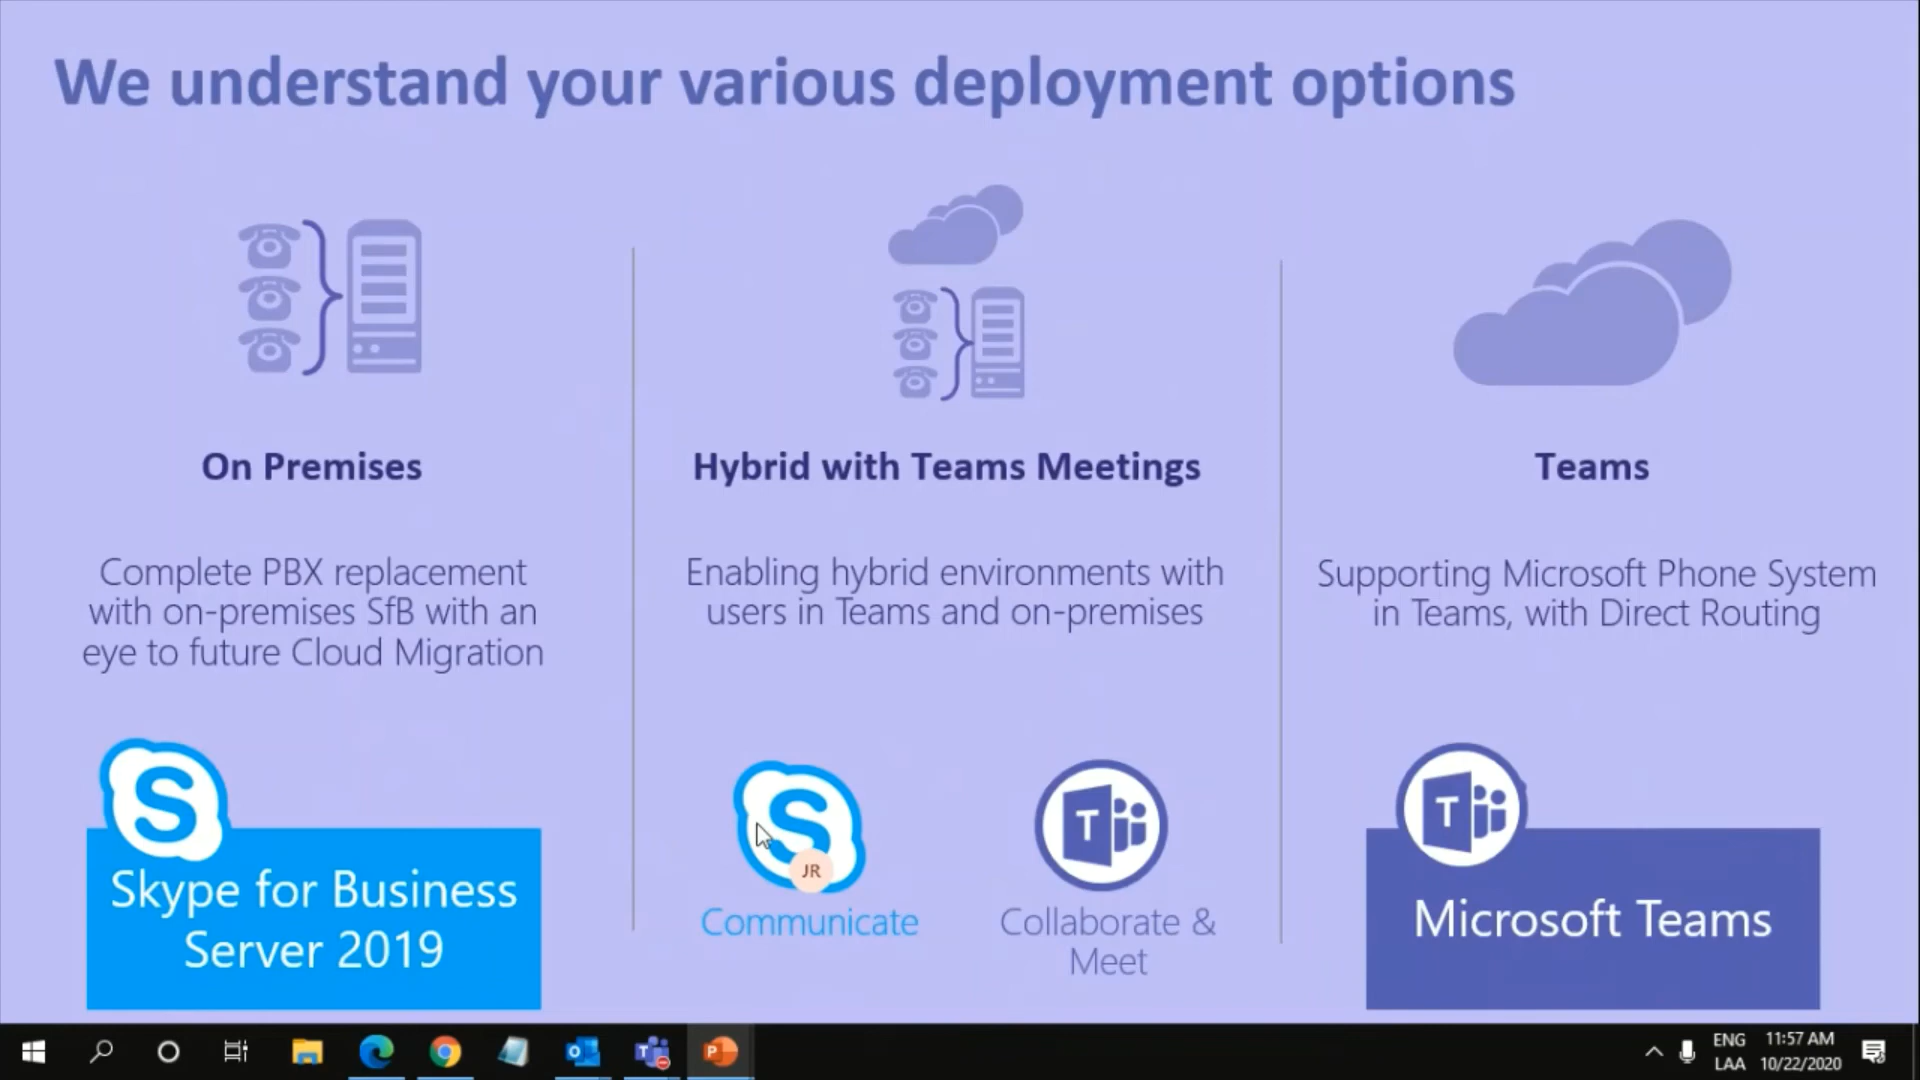 We understand your various deployment options
On Premises
Complete PBX replacement
with on-premises SfB with an
eye to future Cloud Migration
S
Skype for Business
Server 2019
Hybrid with Teams Meetings
Enabling hybrid environments with
users in Teams and on-premises
S
JR
Communicate
T
Collaborate &
Meet
Teams
Supporting Microsoft Phone System
in Teams, with Direct Routing
T
Microsoft Teams
ENG
LAA
11:57 AM
10/22/2020